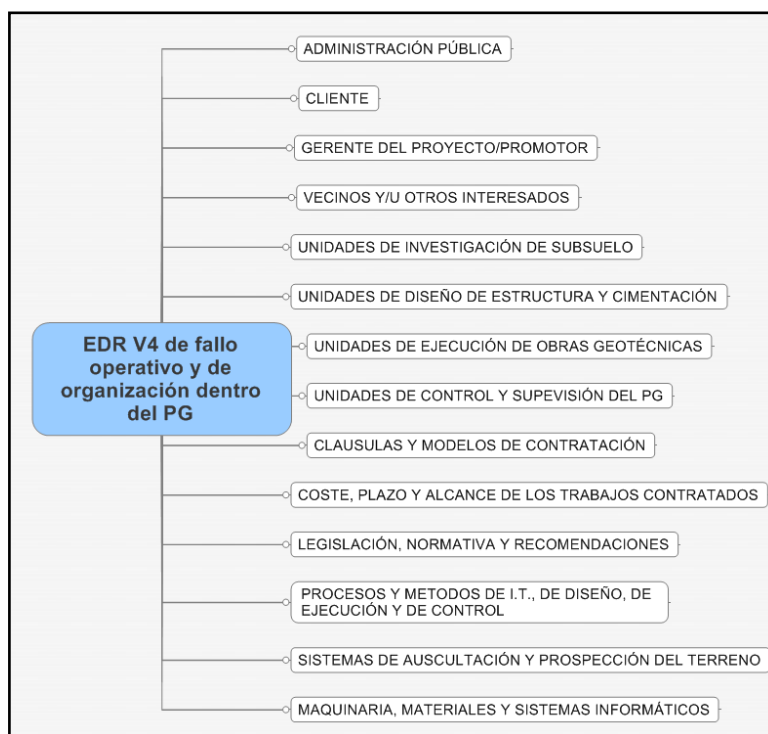 ADMINISTRACIÓN PÚBLICA
CLIENTE
GERENTE DEL PROYECTO/PROMOTOR
VECINOS Y/U OTROS INTERESADOS
UNIDADES DE INVESTIGACIÓN DE SUBSUELO
UNIDADES DE DISEÑO DE ESTRUCTURA Y CIMENTACIÓN
EDR V4 de fallo
operativo y de
organización dentro
del PG
UNIDADES DE EJECUCIÓN DE OBRAS GEOTÉCNICAS
UNIDADES DE CONTROL Y SUPEVISIÓN DEL PG
CLAUSULAS Y MODELOS DE CONTRATACIÓN
COSTE, PLAZO Y ALCANCE DE LOS TRABAJOS CONTRATADOS
LEGISLACIÓN, NORMATIVA Y RECOMENDACIONES
PROCESOS Y METODOS DE I.T., DE DISEÑO, DE
EJECUCIÓN Y DE CONTROL
SISTEMAS DE AUSCULTACIÓN Y PROSPECCIÓN DEL TERRENO
MAQUINARIA, MATERIALES Y SISTEMAS INFORMÁTICOS